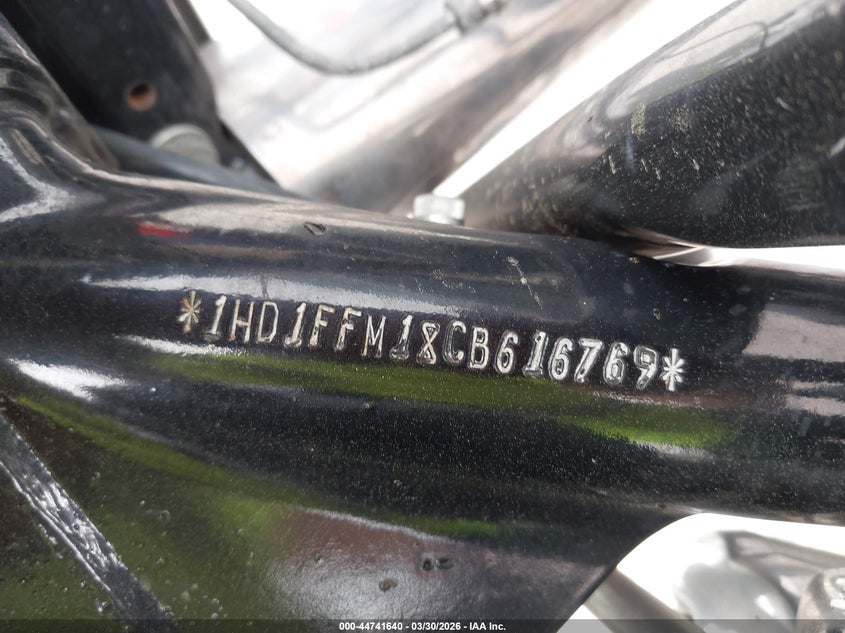 *1HD1FFM18CB616769*
000-44741640 - 03/30/2026 - IAA Inc.